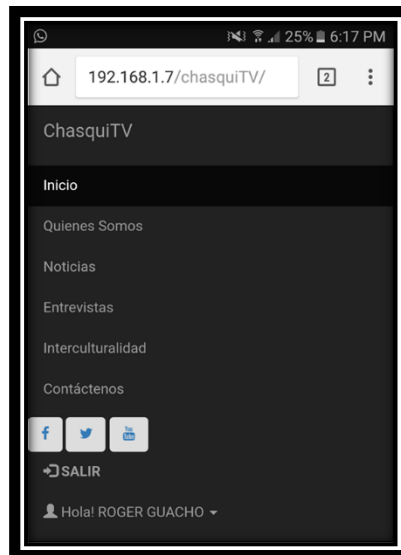 25% 6:17 PM
192.168.1.7/chasquiTV/
2
ChasquiTV
Inicio
Quienes Somos
Noticias
Entrevistas
Interculturalidad
Contáctenos
f You Tube
SALIR
Hola! ROGER GUACHO